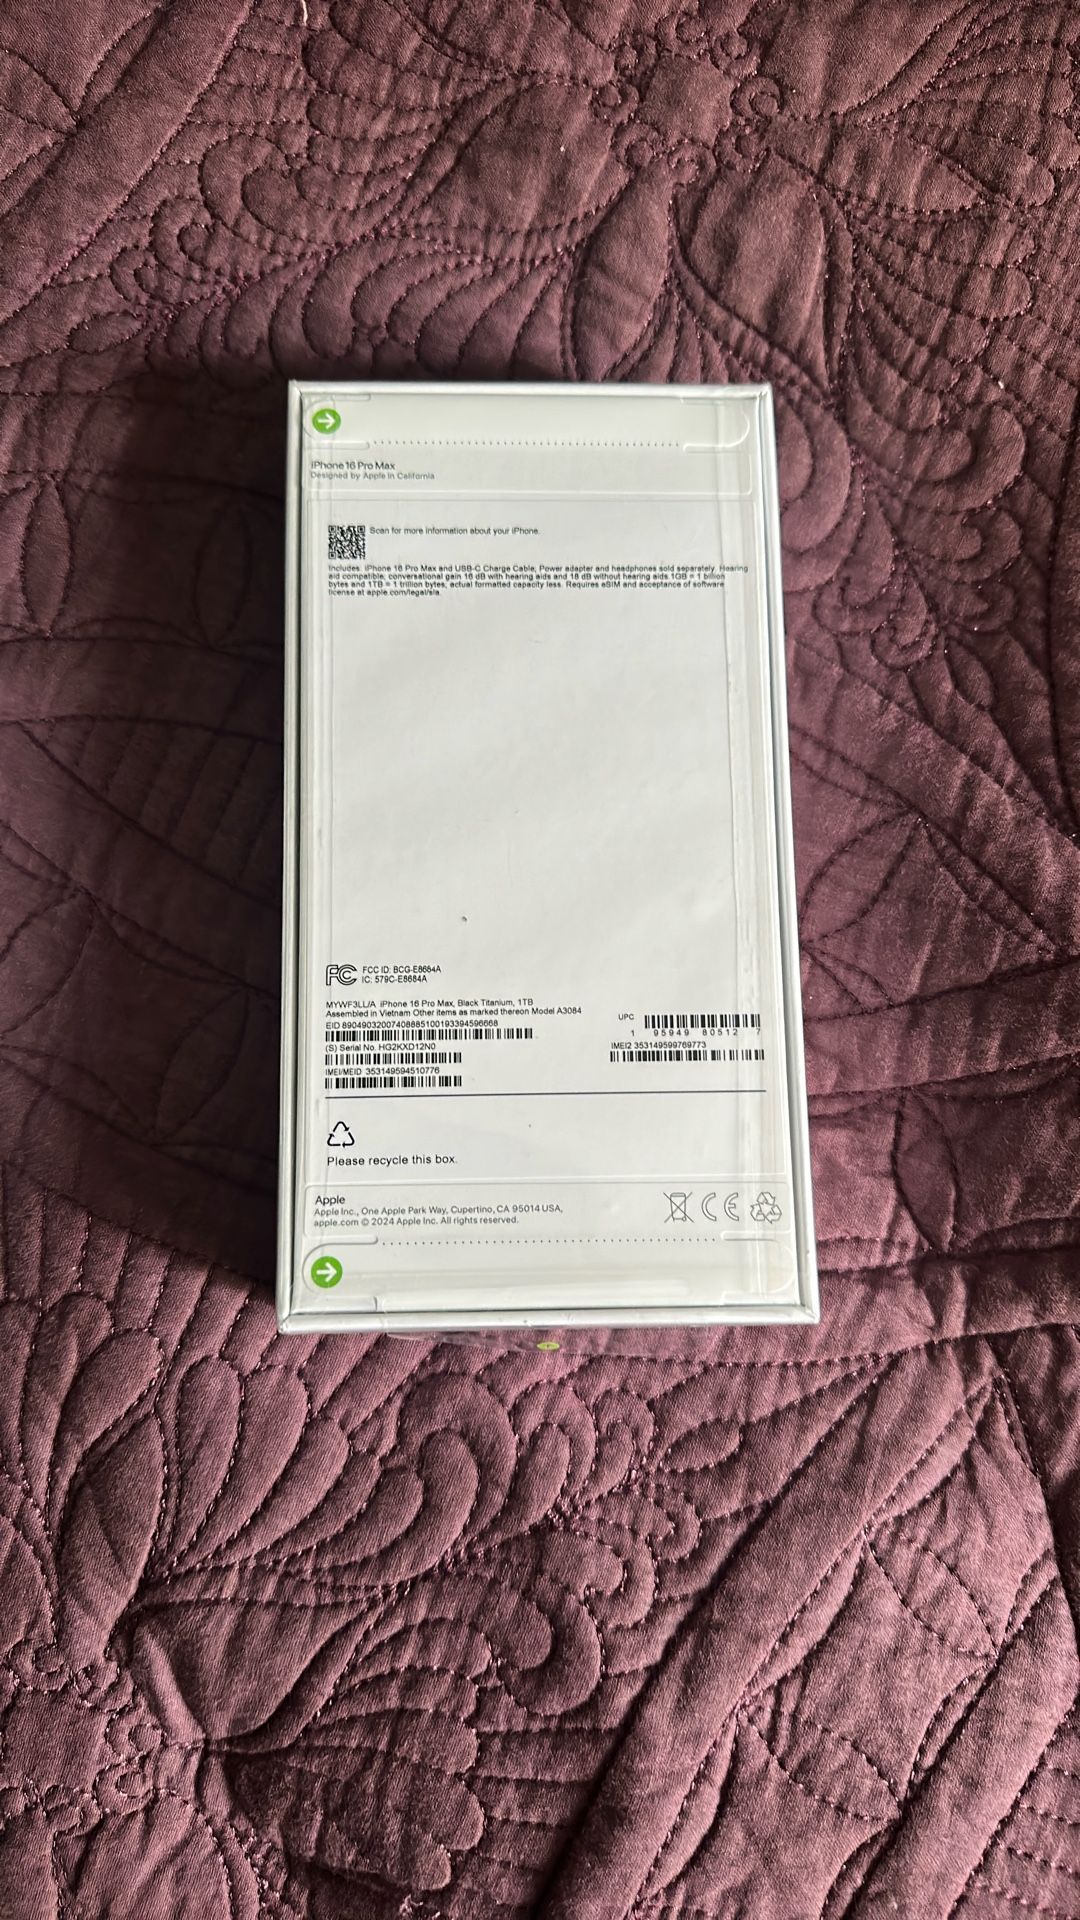 iPhone 16 Pro Max
Designed by Apple in California
Scan for more information about your iPhone.
Includes: iPhone 16 Pro Max and USB-C Charge Cable, Power adapter and headphones sold separately. Hearing
aid compatible; conversational gain 16 dB with hearing aids and 18 dB without hearing aids. 1GB = 1 billion
bytes and 1TB = 1 trillion bytes; actual formatted capacity less. Requires eSIM and acceptance of software
license at apple.com/legal/sla.
FC FCC ID: BCG-E8684A
IC: 579C-E8684A
MYWF3LL/A iPhone 16 Pro Max, Black Titanium, 1TB
Assembled in Vietnam Other items as marked thereon Model A3084
EID 89049032007408885100193394596668
UPC
1 95949 80512 7
(S) Serial No. HG2KXD12N0
IMEI2 353149599769773
IMEI/MEID 353149594510776
Please recycle this box.
Apple
Apple Inc., One Apple Park Way, Cupertino, CA 95014 USA,
apple.com © 2024 Apple Inc. All rights reserved.
CE